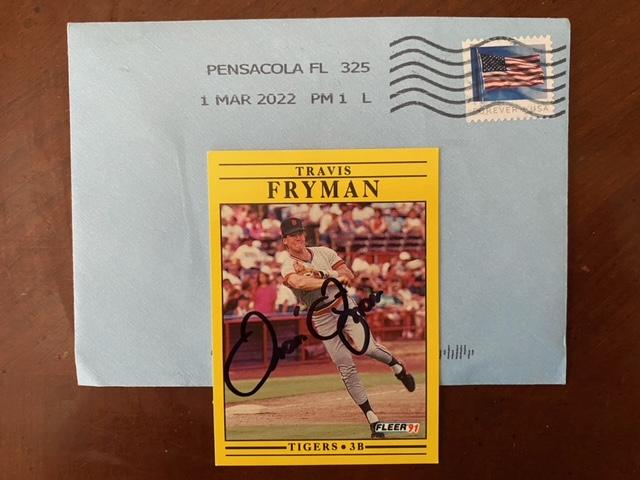 PENSACOLA FL 325
1 MAR 2022 PM 1 L
FOREVER USA
TRAVIS
FRYMAN
FLEER 91
TIGERS • 3B